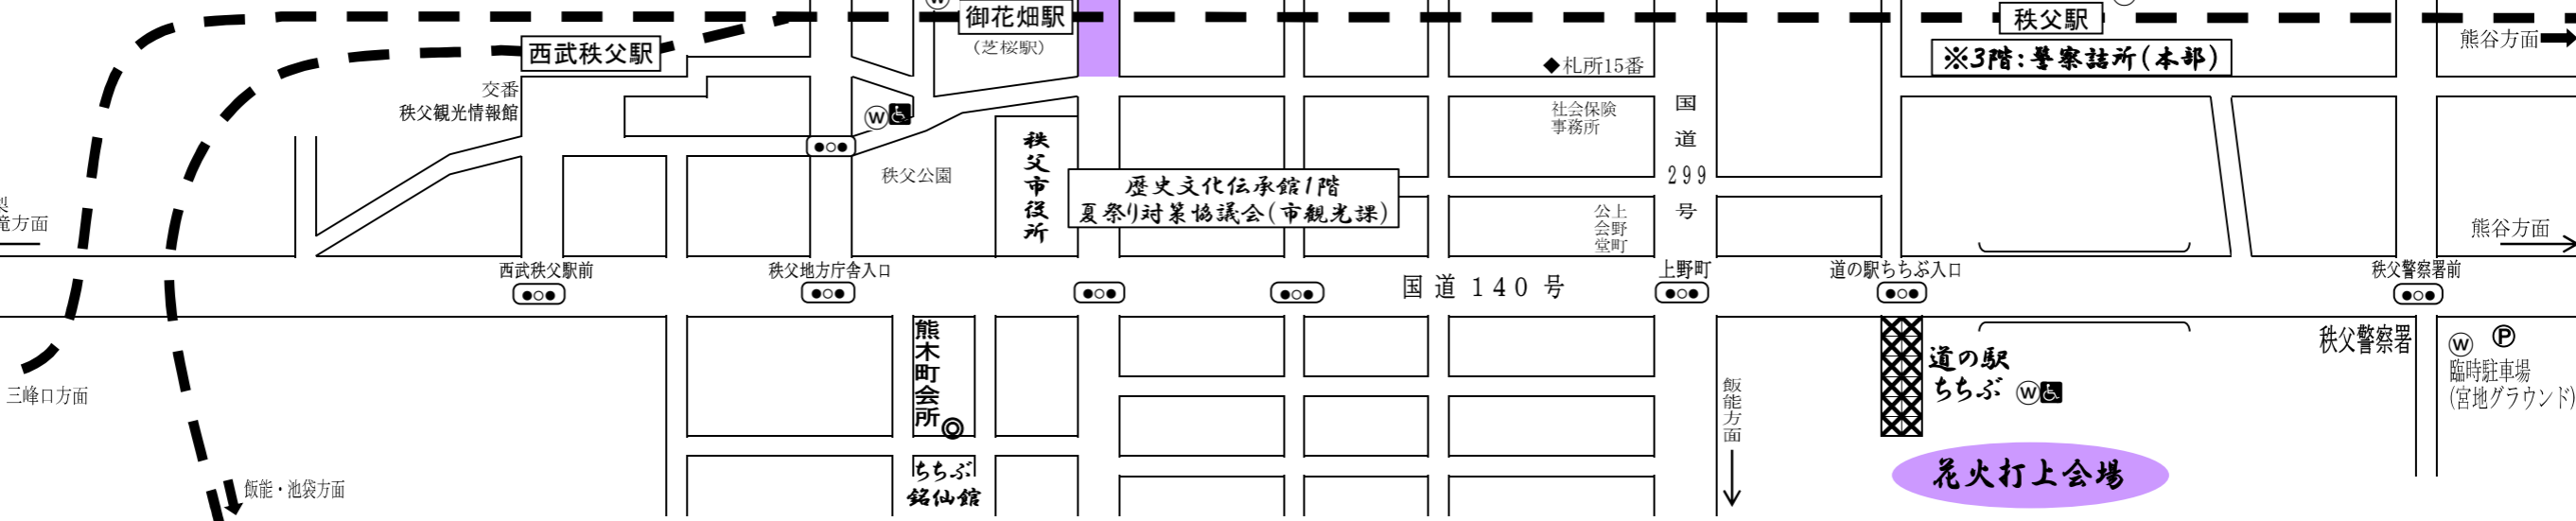 御花畑駅
(芝桜駅)
西武秩父駅
秩父駅
※3階:警察詰所(本部)
熊谷方面
◆札所15番
交番
秩父観光情報館
W
社会保険
事務所
国道299号
秩父市役所
秩父公園
歴史文化伝承館1階
夏祭り対策協議会(市観光課)
上野町
公会堂
滝方面
熊谷方面
西武秩父駅前
秩父地方庁舎入口
国道140号
上野町
道の駅ちちぶ入口
秩父警察署前
熊木町会所
道の駅
ちちぶ
W
秩父警察署
W P
臨時駐車場
(宮地グラウンド)
三峰口方面
飯能方面
ちちぶ
銘仙館
花火打上会場
飯能・池袋方面